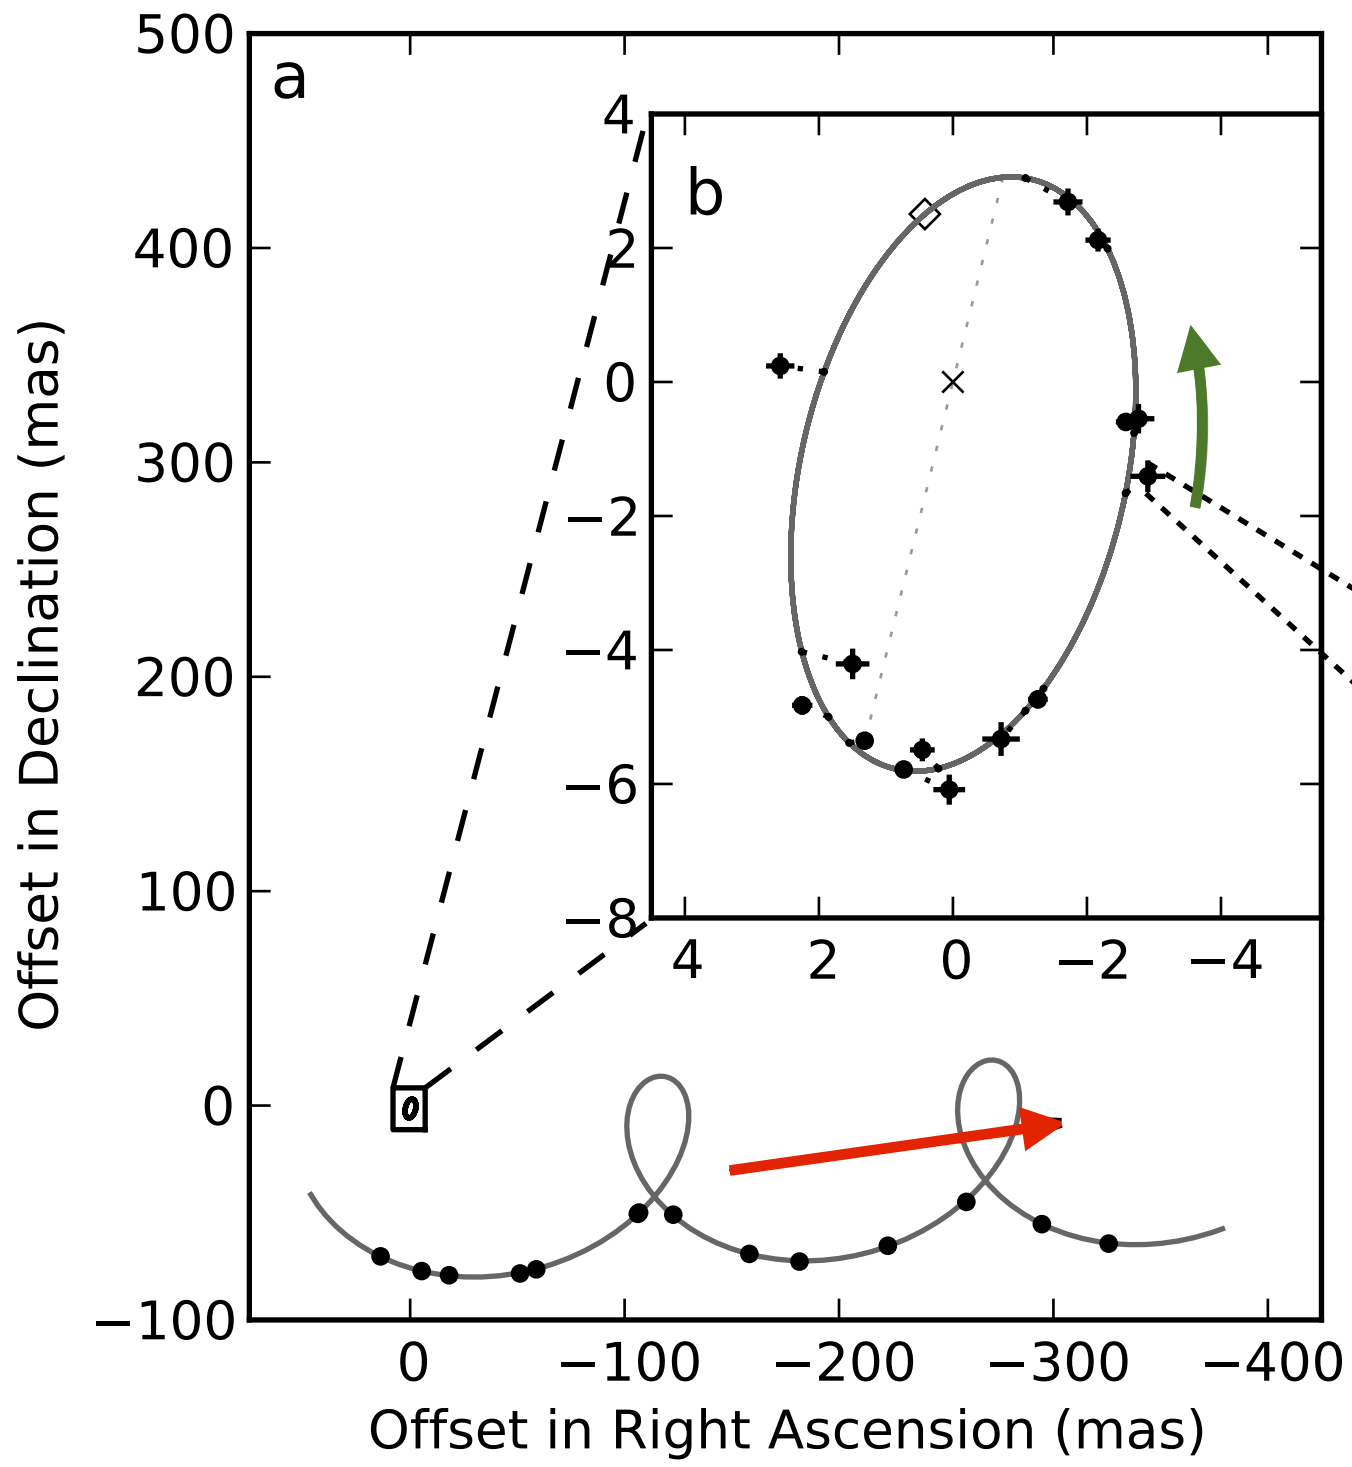 500
a
4
b
400
2
0
300
−2
−4
200
−6
100
−8
4 2 0 −2 −4
0
−100
0 −100 −200 −300 −400
Offset in Right Ascension (mas)
Offset in Declination (mas)